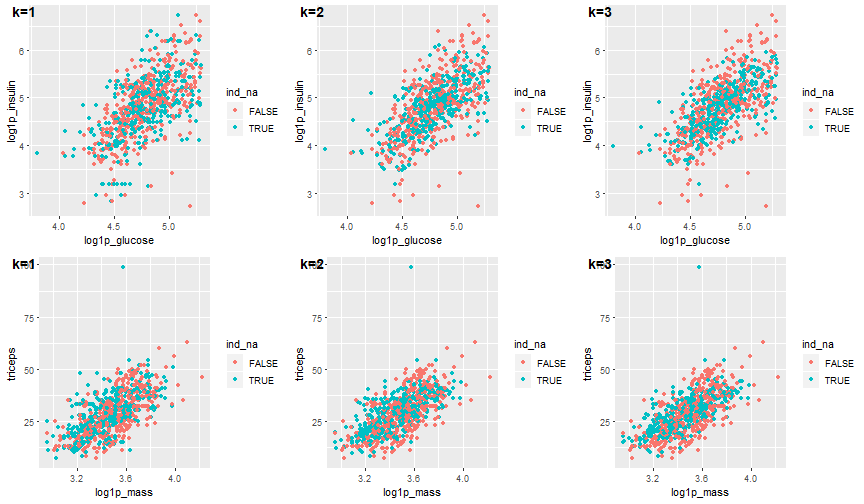 k=1
6
5
4
3
4.0 4.5 5.0
log1p_glucose
log1p_insulin
ind_na
FALSE
TRUE
k=2
6
5
4
3
4.0 4.5 5.0
log1p_glucose
log1p_insulin
ind_na
FALSE
TRUE
k=3
6
5
4
3
4.0 4.5 5.0
log1p_glucose
log1p_insulin
ind_na
FALSE
TRUE
k=1
75
50
25
3.2 3.6 4.0
log1p_mass
triceps
ind_na
FALSE
TRUE
k=2
75
50
25
3.2 3.6 4.0
log1p_mass
triceps
ind_na
FALSE
TRUE
k=3
75
50
25
3.2 3.6 4.0
log1p_mass
triceps
ind_na
FALSE
TRUE